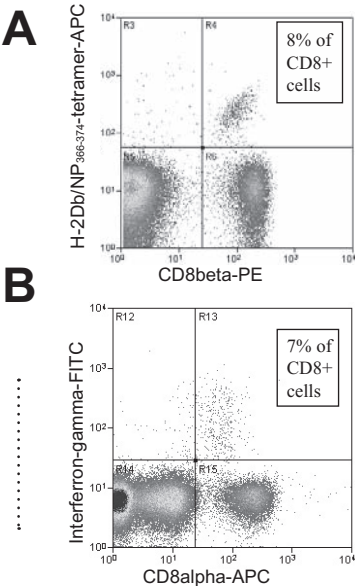 A
H-2Db/NP366-374-tetramer-APC
10⁴
10³
10²
10¹
10⁰
R3
R4
8% of
CD8+
cells
R6
10⁰ 10¹ 10² 10³ 10⁴
CD8beta-PE
B
Interferron-gamma-FITC
10⁴
10³
10²
10¹
10⁰
R12
R13
7% of
CD8+
cells
R14
R15
10⁰ 10¹ 10² 10³ 10⁴
CD8alpha-APC